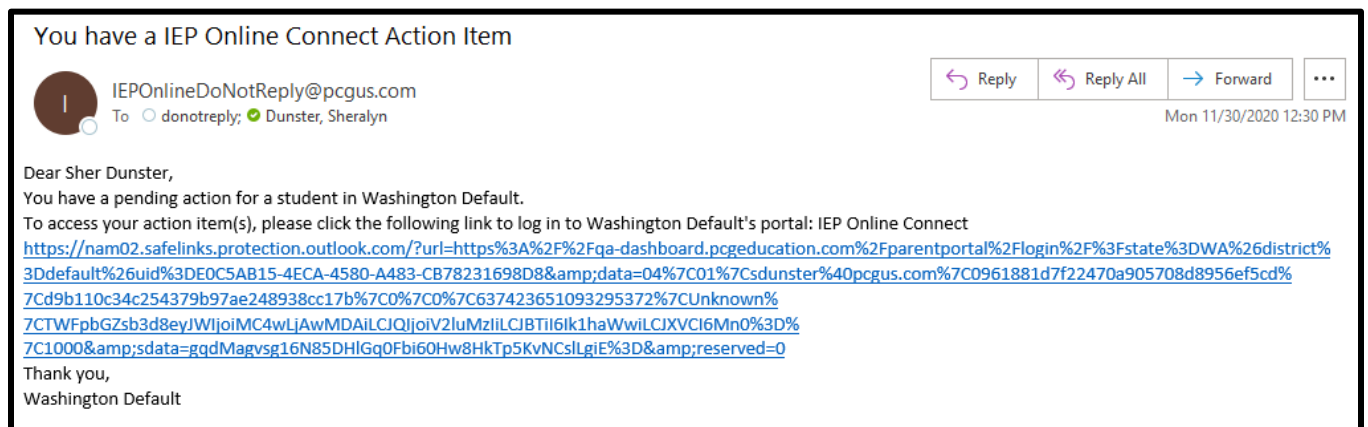 You have a IEP Online Connect Action Item
I
IEPOnlineDoNotReply@pcgus.com
To donotreply; Dunster, Sheralyn
Reply Reply All Forward ...
Mon 11/30/2020 12:30 PM
Dear Sher Dunster,
You have a pending action for a student in Washington Default.
To access your action item(s), please click the following link to log in to Washington Default's portal: IEP Online Connect
https://nam02.safelinks.protection.outlook.com/?url=https%3A%2F%2Fqa-dashboard.pcgeducation.com%2Fparentportal%2Flogin%2F%3Fstate%3DWA%26district%
3Ddefault%26uid%3DE0C5AB15-4ECA-4580-A483-CB78231698D8&amp;data=04%7C01%7Csdunster%40pcgus.com%7C0961881d7f22470a905708d8956ef5cd%
7Cd9b110c34c254379b97ae248938cc17b%7C0%7C0%7C637423651093295372%7CUnknown%
7CTWFpbGZsb3d8eyJWIjoiMC4wLjAwMDAiLCJQIjoiV2luMzIiLCJBTiI6Ik1haWwiLCJXVCI6Mn0%3D%
7C1000&amp;sdata=gqdMagvsg16N85DHlGq0Fbi60Hw8HkTp5KvNCslLgiE%3D&amp;reserved=0
Thank you,
Washington Default